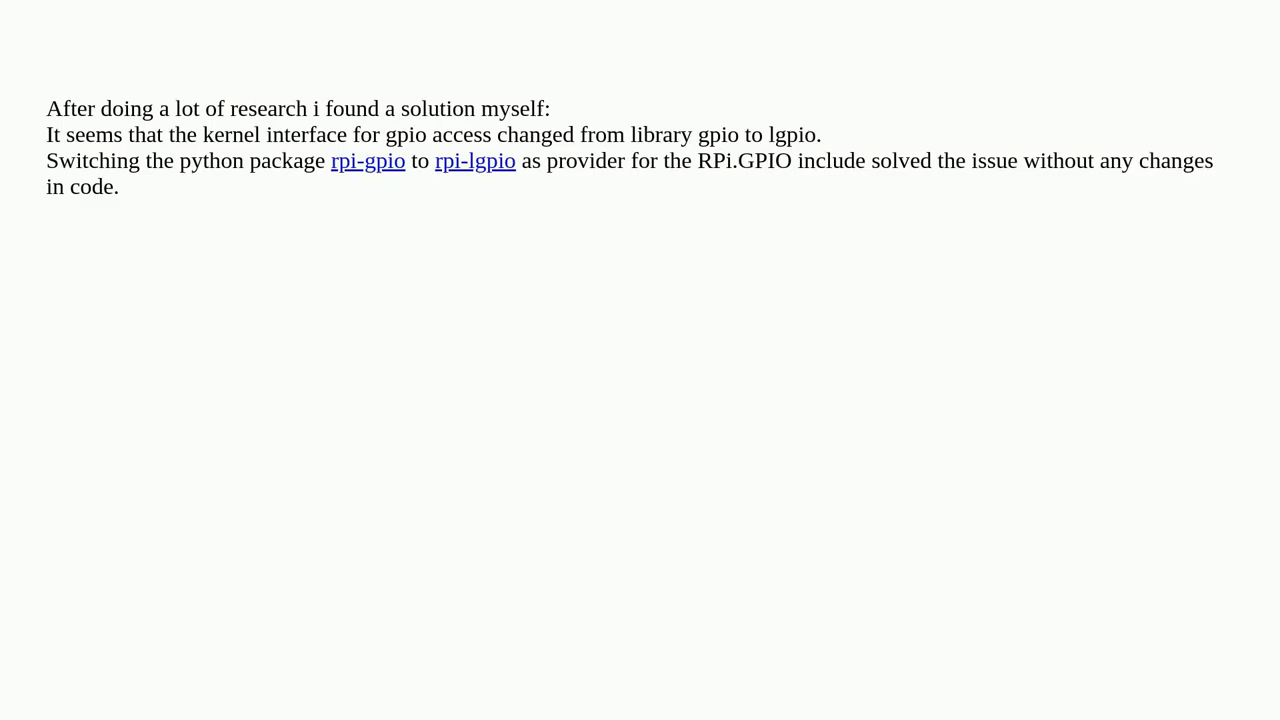 After doing a lot of research i found a solution myself:
It seems that the kernel interface for gpio access changed from library gpio to lgpio.
Switching the python package rpi-gpio to rpi-lgpio as provider for the RPi.GPIO include solved the issue without any changes
in code.